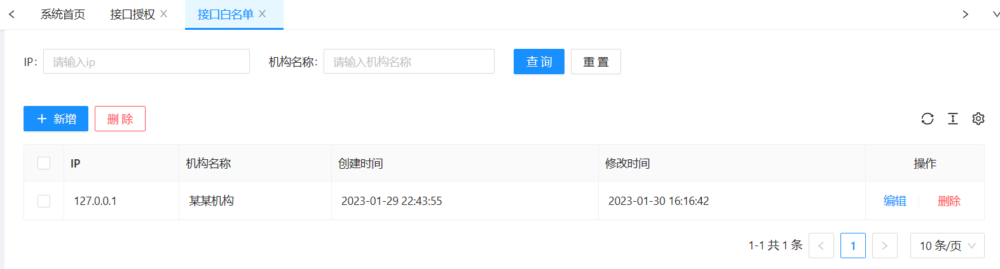 系统首页 接口授权 接口白名单
IP: 请输入ip 机构名称: 请输入机构名称 查 询 重 置
新增 删 除
IP 机构名称 创建时间 修改时间 操作
127.0.0.1 某某机构 2023-01-29 22:43:55 2023-01-30 16:16:42 编辑 删除
1-1 共 1 条 1 10 条/页